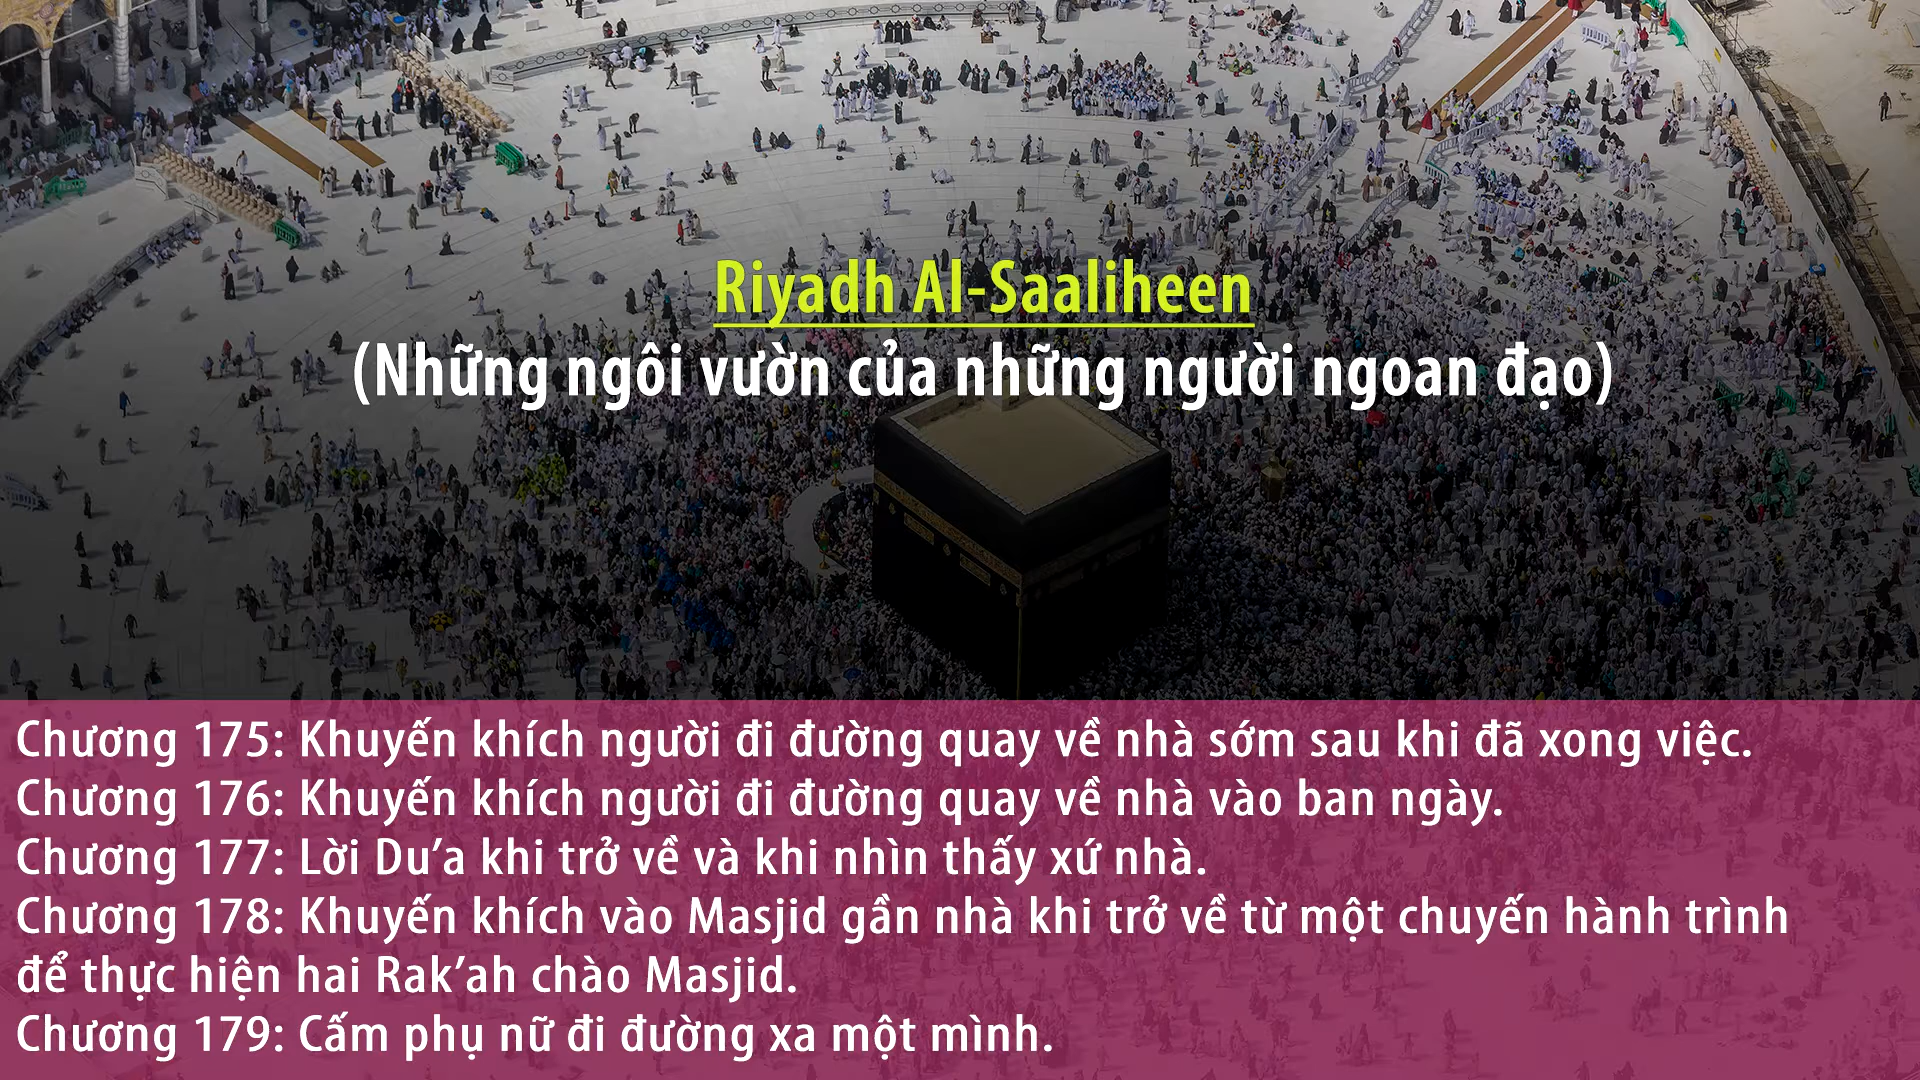 Riyadh Al-Saaliheen
(Những ngôi vườn của những người ngoan đạo)
Chương 175: Khuyến khích người đi đường quay về nhà sớm sau khi đã xong việc.
Chương 176: Khuyến khích người đi đường quay về nhà vào ban ngày.
Chương 177: Lời Du’a khi trở về và khi nhìn thấy xứ nhà.
Chương 178: Khuyến khích vào Masjid gần nhà khi trở về từ một chuyến hành trình
để thực hiện hai Rak’ah chào Masjid.
Chương 179: Cấm phụ nữ đi đường xa một mình.